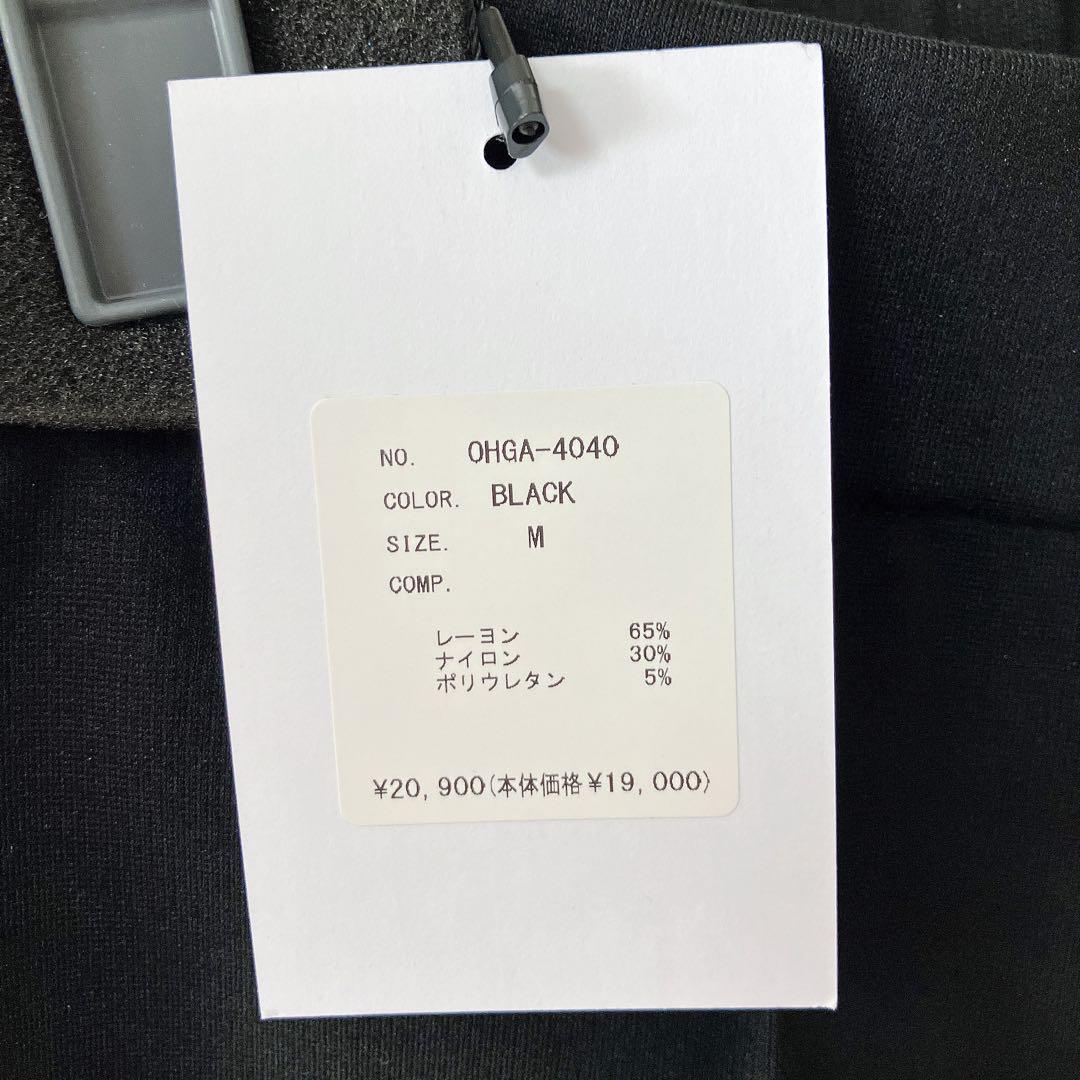 NO. OHGA-4040
COLOR. BLACK
SIZE. M
COMP.
レーヨン 65%
ナイロン 30%
ポリウレタン 5%
¥20,900(本体価格¥19,000)